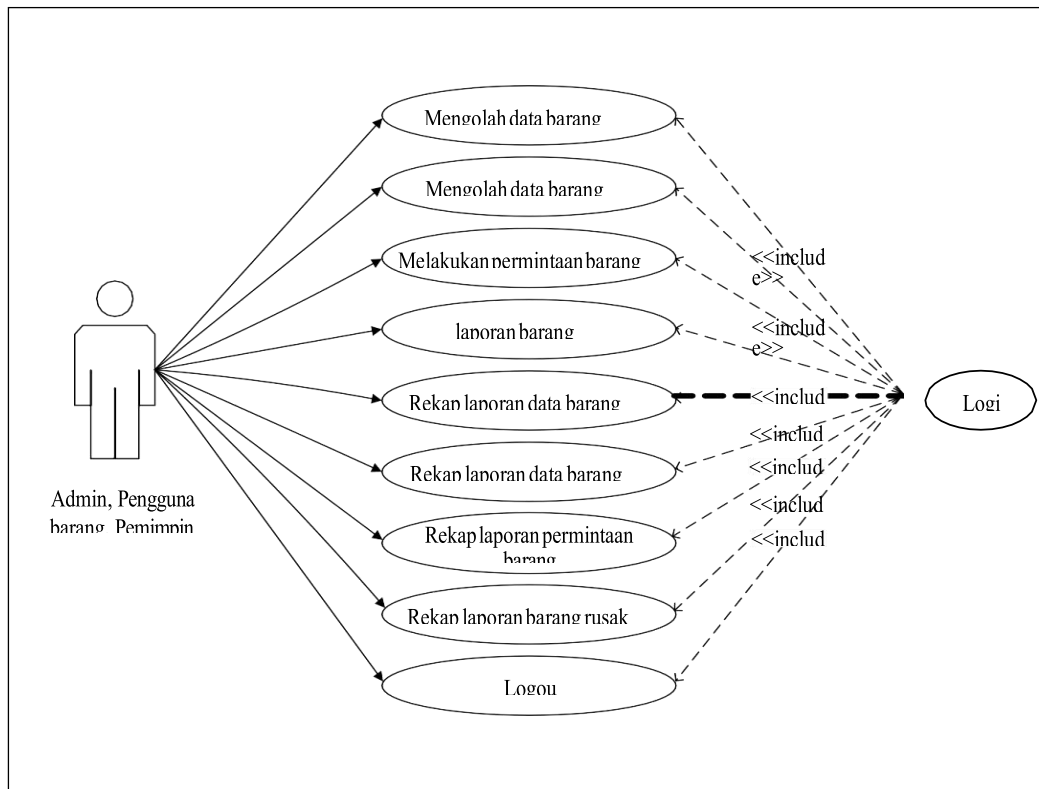 Mengolah data barang
Mengolah data barang
Melakukan permintaan barang
laporan barang
Rekap laporan data barang
Rekap laporan data barang
Rekap laporan permintaan
barang
Rekap laporan barang rusak
Logou
Admin, Pengguna
barang, Pemimpin
<<includ
e>>
<<includ
e>>
<<includ
<<includ
<<includ
<<includ
<<includ
Logi